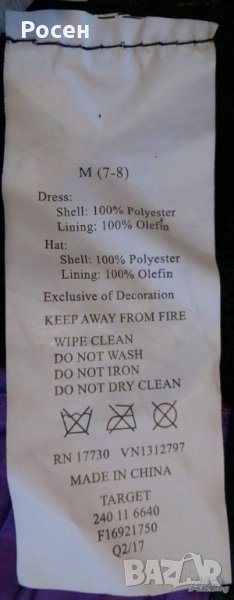 Росен
M (7-8)
Dress:
Shell: 100% Polyester
Lining: 100% Olefin
Hat:
Shell: 100% Polyester
Lining: 100% Olefin
Exclusive of Decoration
KEEP AWAY FROM FIRE
WIPE CLEAN
DO NOT WASH
DO NOT IRON
DO NOT DRY CLEAN
RN 17730 VN1312797
MADE IN CHINA
TARGET
240 11 6640
F16921750
Q2/17
BAZAR